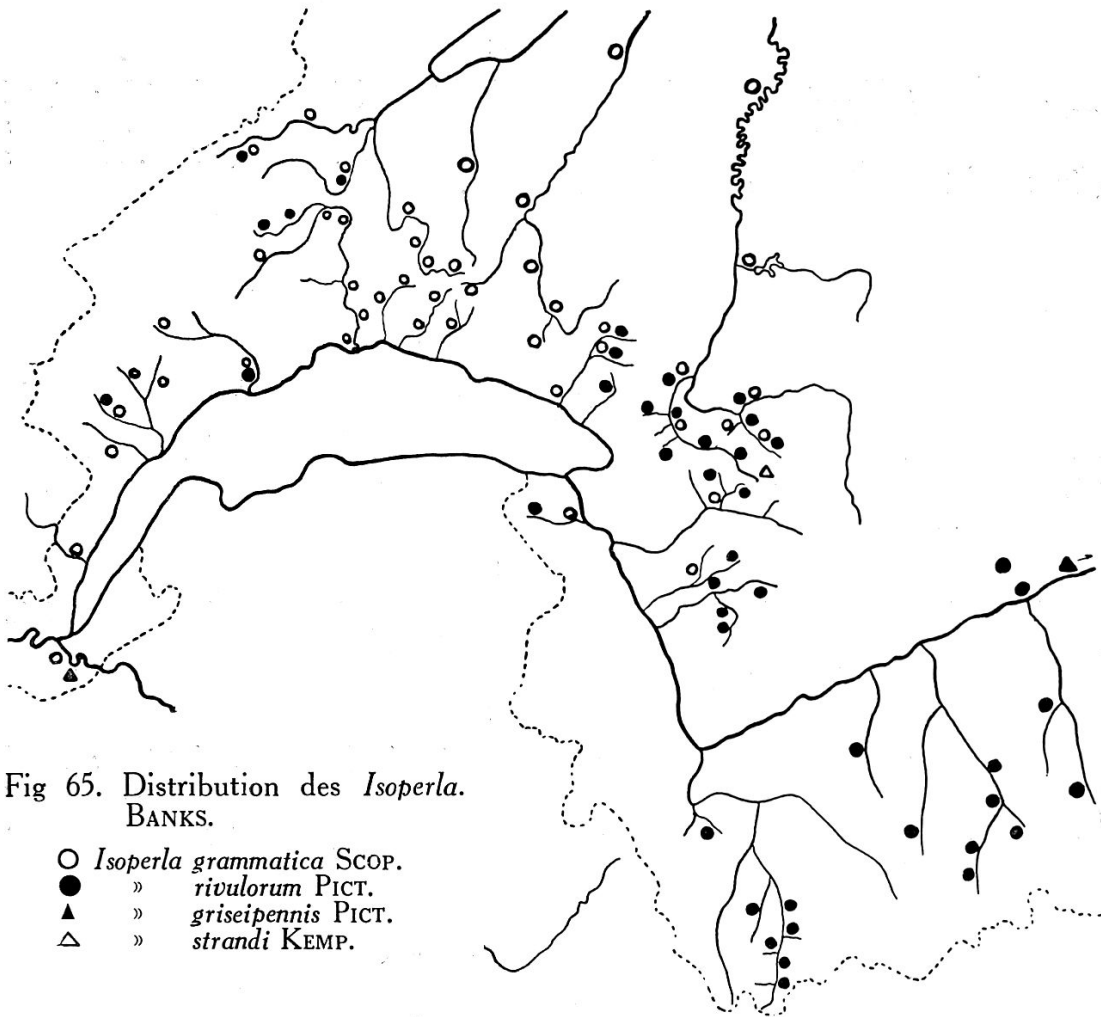 Fig 65. Distribution des Isoperla.
BANKS.
○ Isoperla grammatica SCOP.
● » rivulorum PICT.
▲ » griseipennis PICT.
△ » strandi KEMP.